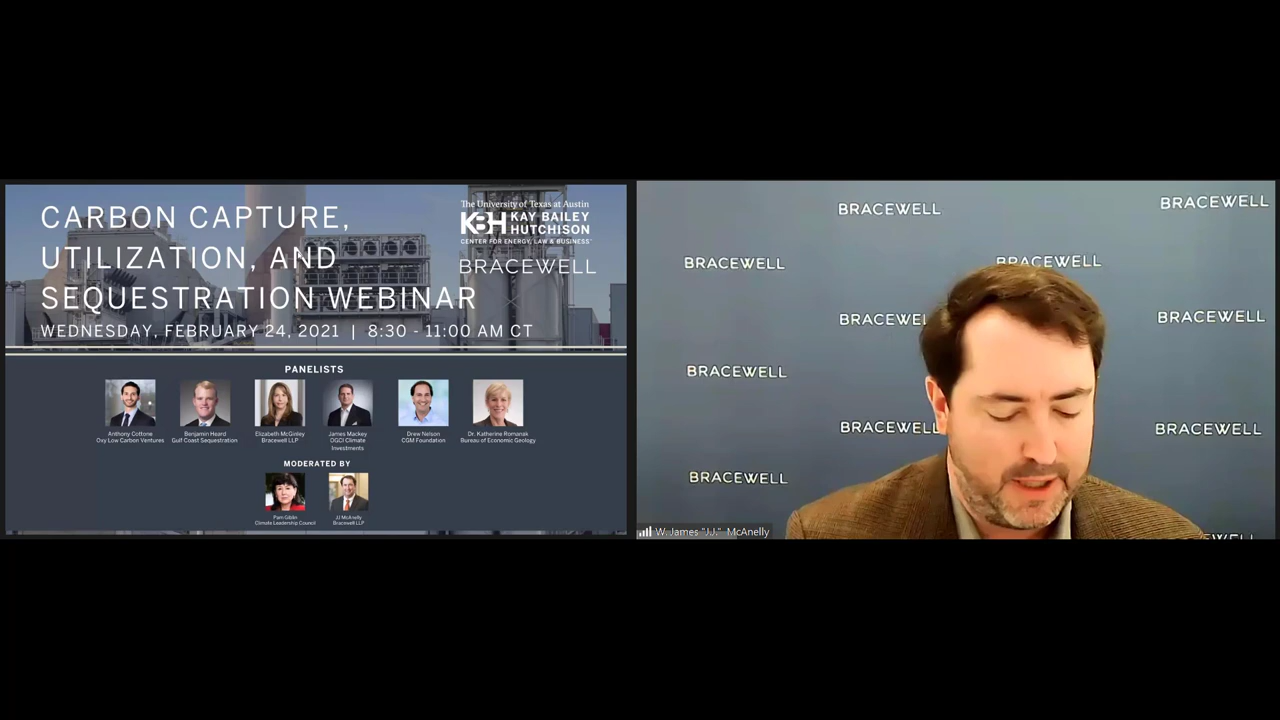 CARBON CAPTURE,
UTILIZATION, AND
SEQUESTRATION WEBINAR
WEDNESDAY, FEBRUARY 24, 2021 | 8:30 - 11:00 AM CT
The University of Texas at Austin
KBH KAY BAILEY
HUTCHISON
CENTER FOR ENERGY, LAW & BUSINESS
BRACEWELL
PANELISTS
Anthony Cottone
Oxy Low Carbon Ventures
Benjamin Heard
Gulf Coast Sequestration
Elizabeth McGinley
Bracewell LLP
James Mackey
OGCI Climate
Investments
Drew Nelson
CGM Foundation
Dr. Katherine Romanak
Bureau of Economic Geology
MODERATED BY
Pam Giblin
Climate Leadership Council
JJ McAnelly
Bracewell LLP
BRACEWELL
BRACEWELL
BRACEWELL
BRACEWELL
BRACEWEL
BRACEWELL
BRACEWELL
BRACEWELL
BRACEWELL
BRACEWELL
W. James "J.J." McAnelly